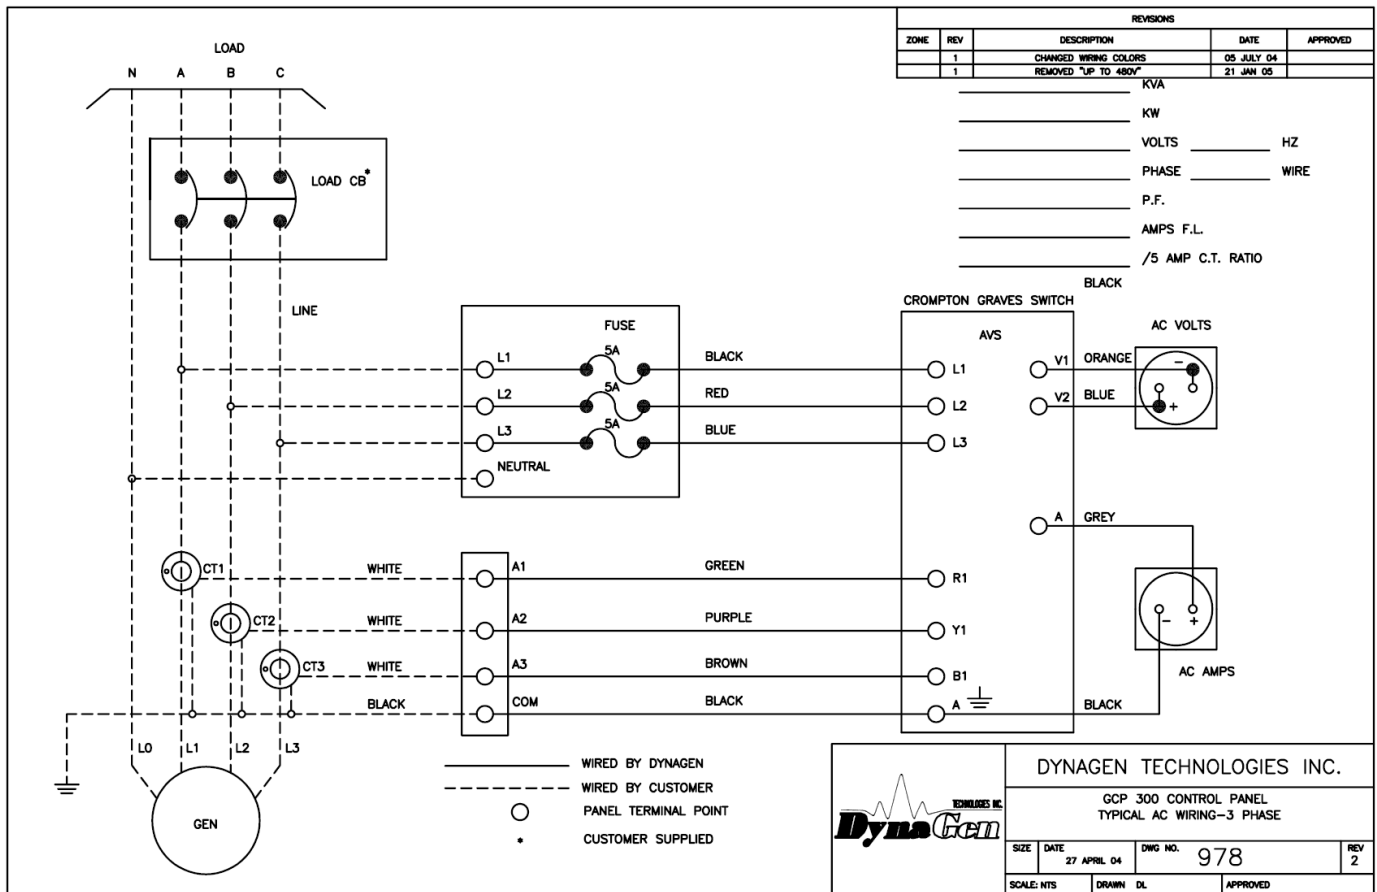 REVISIONS
ZONE REV DESCRIPTION DATE APPROVED
1 CHANGED WIRING COLORS 05 JULY 04
1 REMOVED "UP TO 480V" 21 JAN 05
KVA
KW
VOLTS HZ
PHASE WIRE
P.F.
AMPS F.L.
/5 AMP C.T. RATIO
BLACK
LOAD
N A B C
LOAD CB*
LINE
FUSE
L1 5A BLACK
L2 5A RED
L3 5A BLUE
NEUTRAL
CROMPTON GRAVES SWITCH
AVS
L1 V1 ORANGE
L2 V2 BLUE
L3
AC VOLTS
-
+
A GREY
CT1 WHITE A1 GREEN R1
CT2 WHITE A2 PURPLE Y1
CT3 WHITE A3 BROWN B1
BLACK COM BLACK A BLACK
- +
AC AMPS
L0 L1 L2 L3
GEN
WIRED BY DYNAGEN
WIRED BY CUSTOMER
PANEL TERMINAL POINT
* CUSTOMER SUPPLIED
TECHNOLOGIES INC.
DynaGen
DYNAGEN TECHNOLOGIES INC.
GCP 300 CONTROL PANEL
TYPICAL AC WIRING-3 PHASE
SIZE DATE DWG NO. REV
27 APRIL 04 978 2
SCALE: NTS DRAWN DL APPROVED